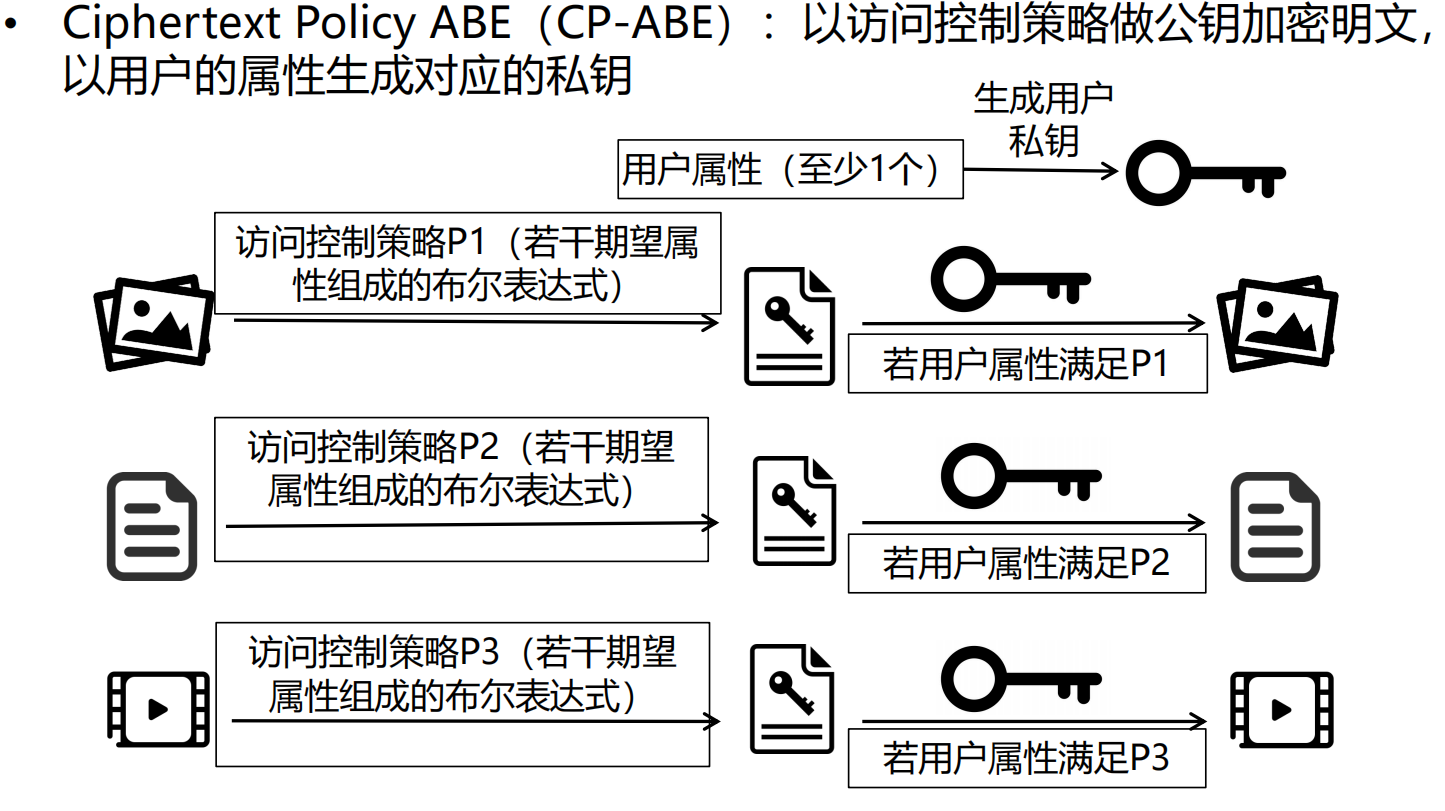 • Ciphertext Policy ABE（CP-ABE）：以访问控制策略做公钥加密明文，
以用户的属性生成对应的私钥
生成用户
私钥
用户属性（至少1个）
访问控制策略P1（若干期望属
性组成的布尔表达式）
若用户属性满足P1
访问控制策略P2（若干期望
属性组成的布尔表达式）
若用户属性满足P2
访问控制策略P3（若干期望
属性组成的布尔表达式）
若用户属性满足P3